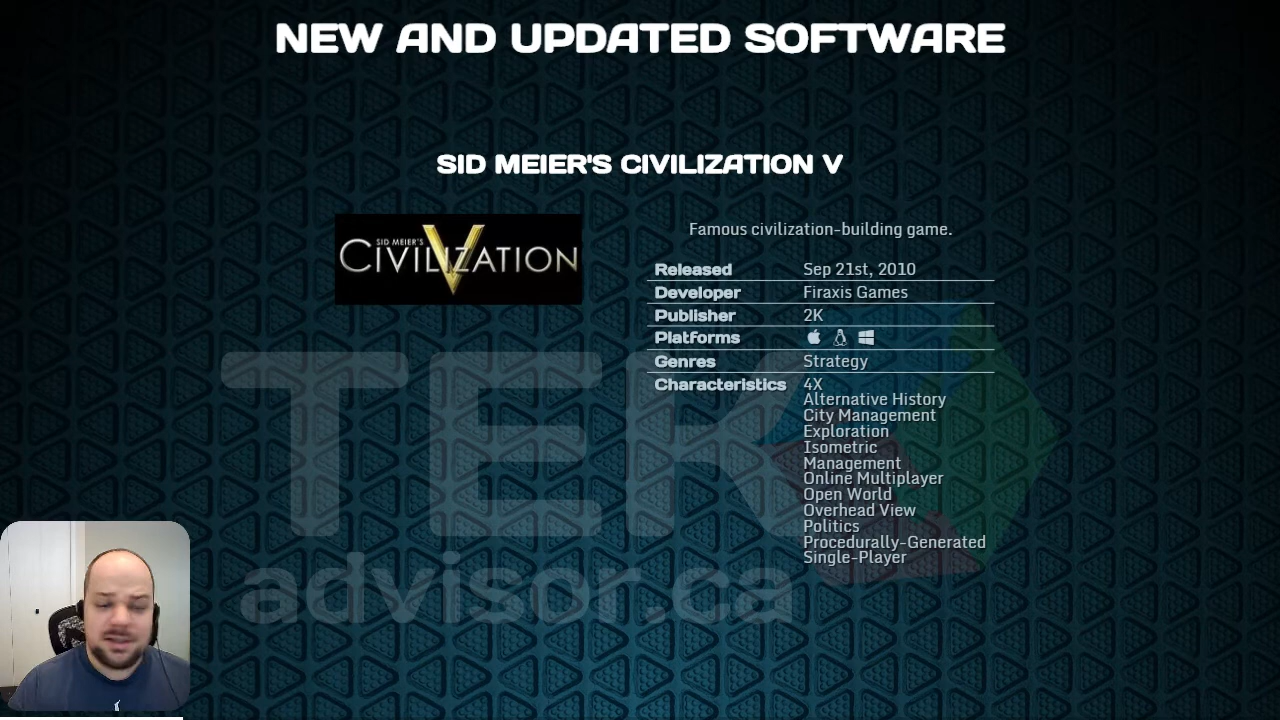 NEW AND UPDATED SOFTWARE
SID MEIER'S CIVILIZATION V
SID MEIER'S
CIVILIZATION
V
Famous civilization-building game.
Released Sep 21st, 2010
Developer Firaxis Games
Publisher 2K
Platforms
Genres Strategy
Characteristics 4X
Alternative History
City Management
Exploration
Isometric
Management
Online Multiplayer
Open World
Overhead View
Politics
Procedurally-Generated
Single-Player
TEK
advisor.ca